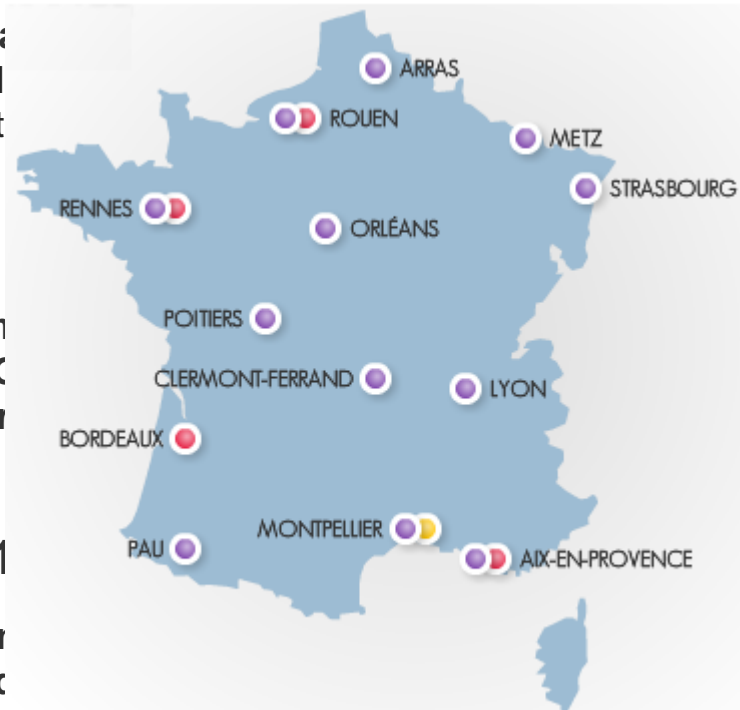 ARRAS
ROUEN
METZ
STRASBOURG
RENNES
ORLÉANS
POITIERS
CLERMONT-FERRAND
LYON
BORDEAUX
MONTPELLIER
PAU
AIX-EN-PROVENCE